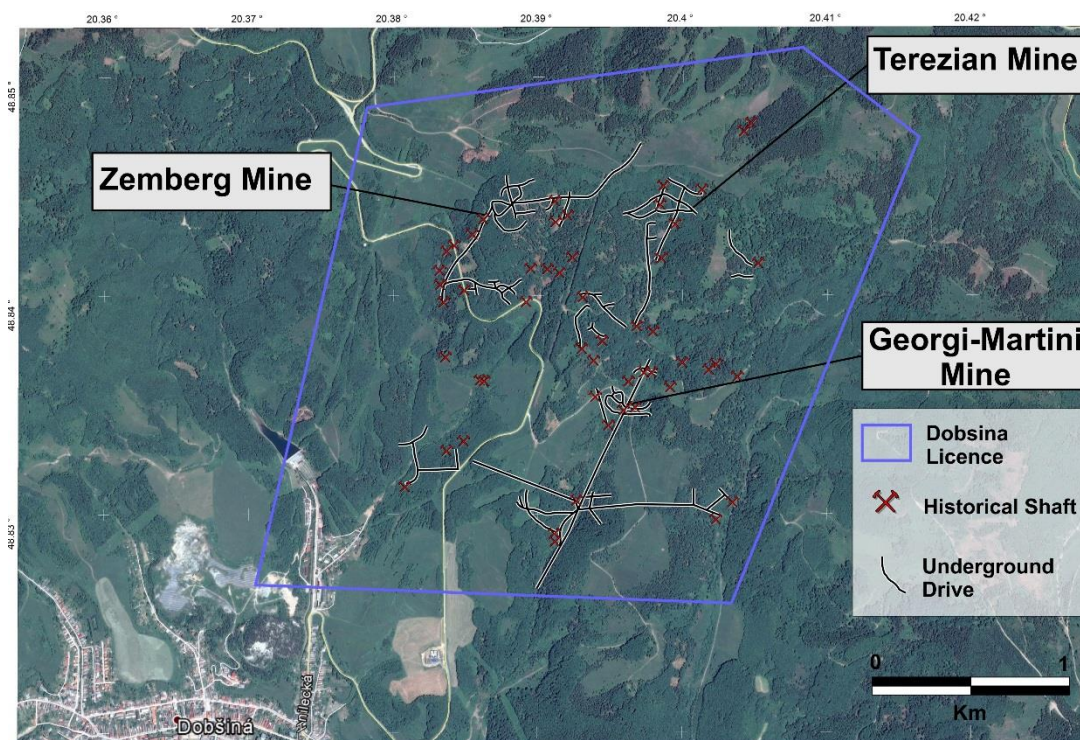 20.36 °
20.37 °
20.38 °
20.39 °
20.4 °
20.41 °
20.42 °
48.85
48.84
48.83
Terezian Mine
Zemberg Mine
Georgi-Martini
Mine
Dobsina
Licence
Historical Shaft
Underground
Drive
0 1
Km
Dobšiná